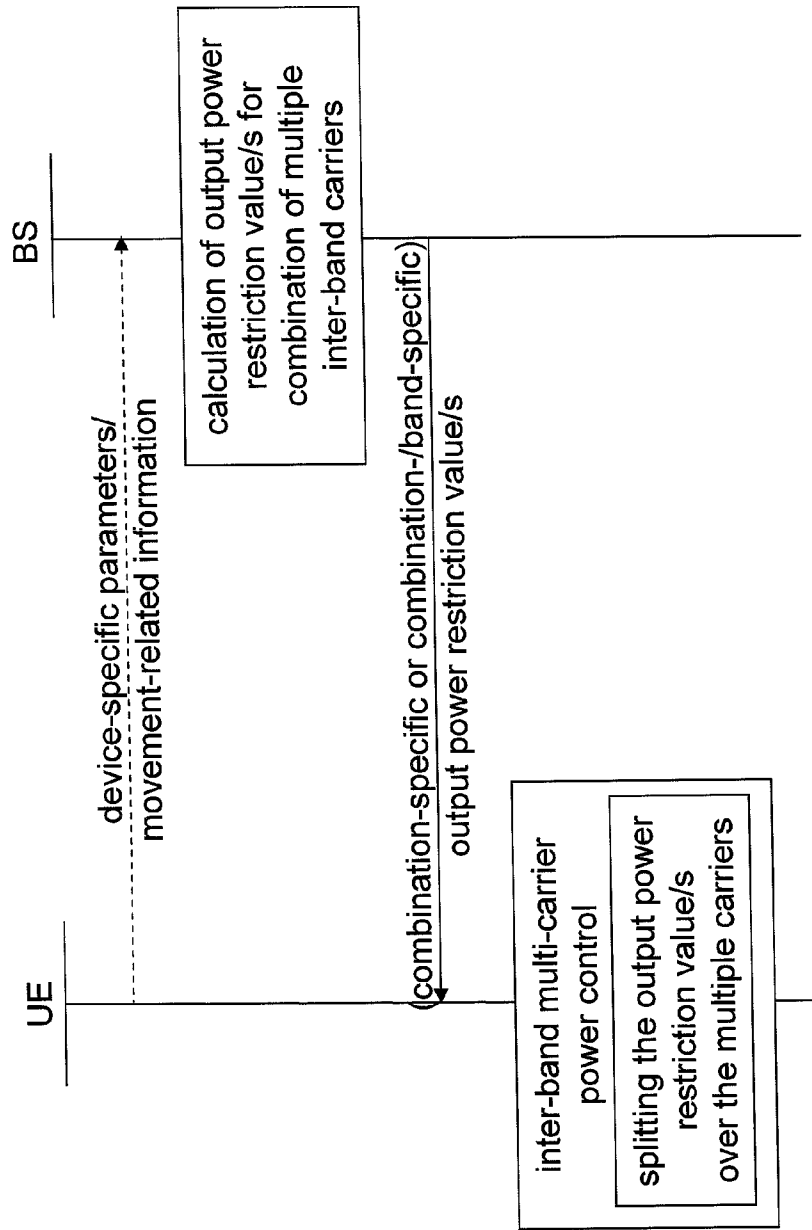 UE
BS
device-specific parameters/
movement-related information
calculation of output power
restriction value/s for
combination of multiple
inter-band carriers
(combination-specific or combination-/band-specific)
output power restriction value/s
inter-band multi-carrier
power control
splitting the output power
restriction value/s
over the multiple carriers